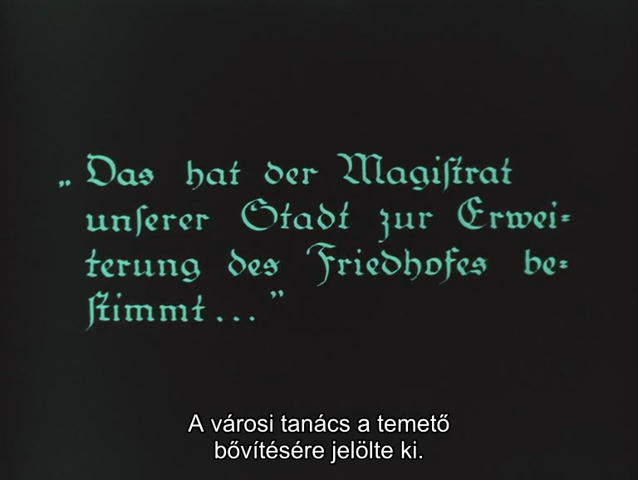 „Das hat der Magiſtrat
unſerer Stadt zur Erwei⸗
terung des Friedhofes be⸗
ſtimmt...”
A városi tanács a temető
bővítésére jelölte ki.